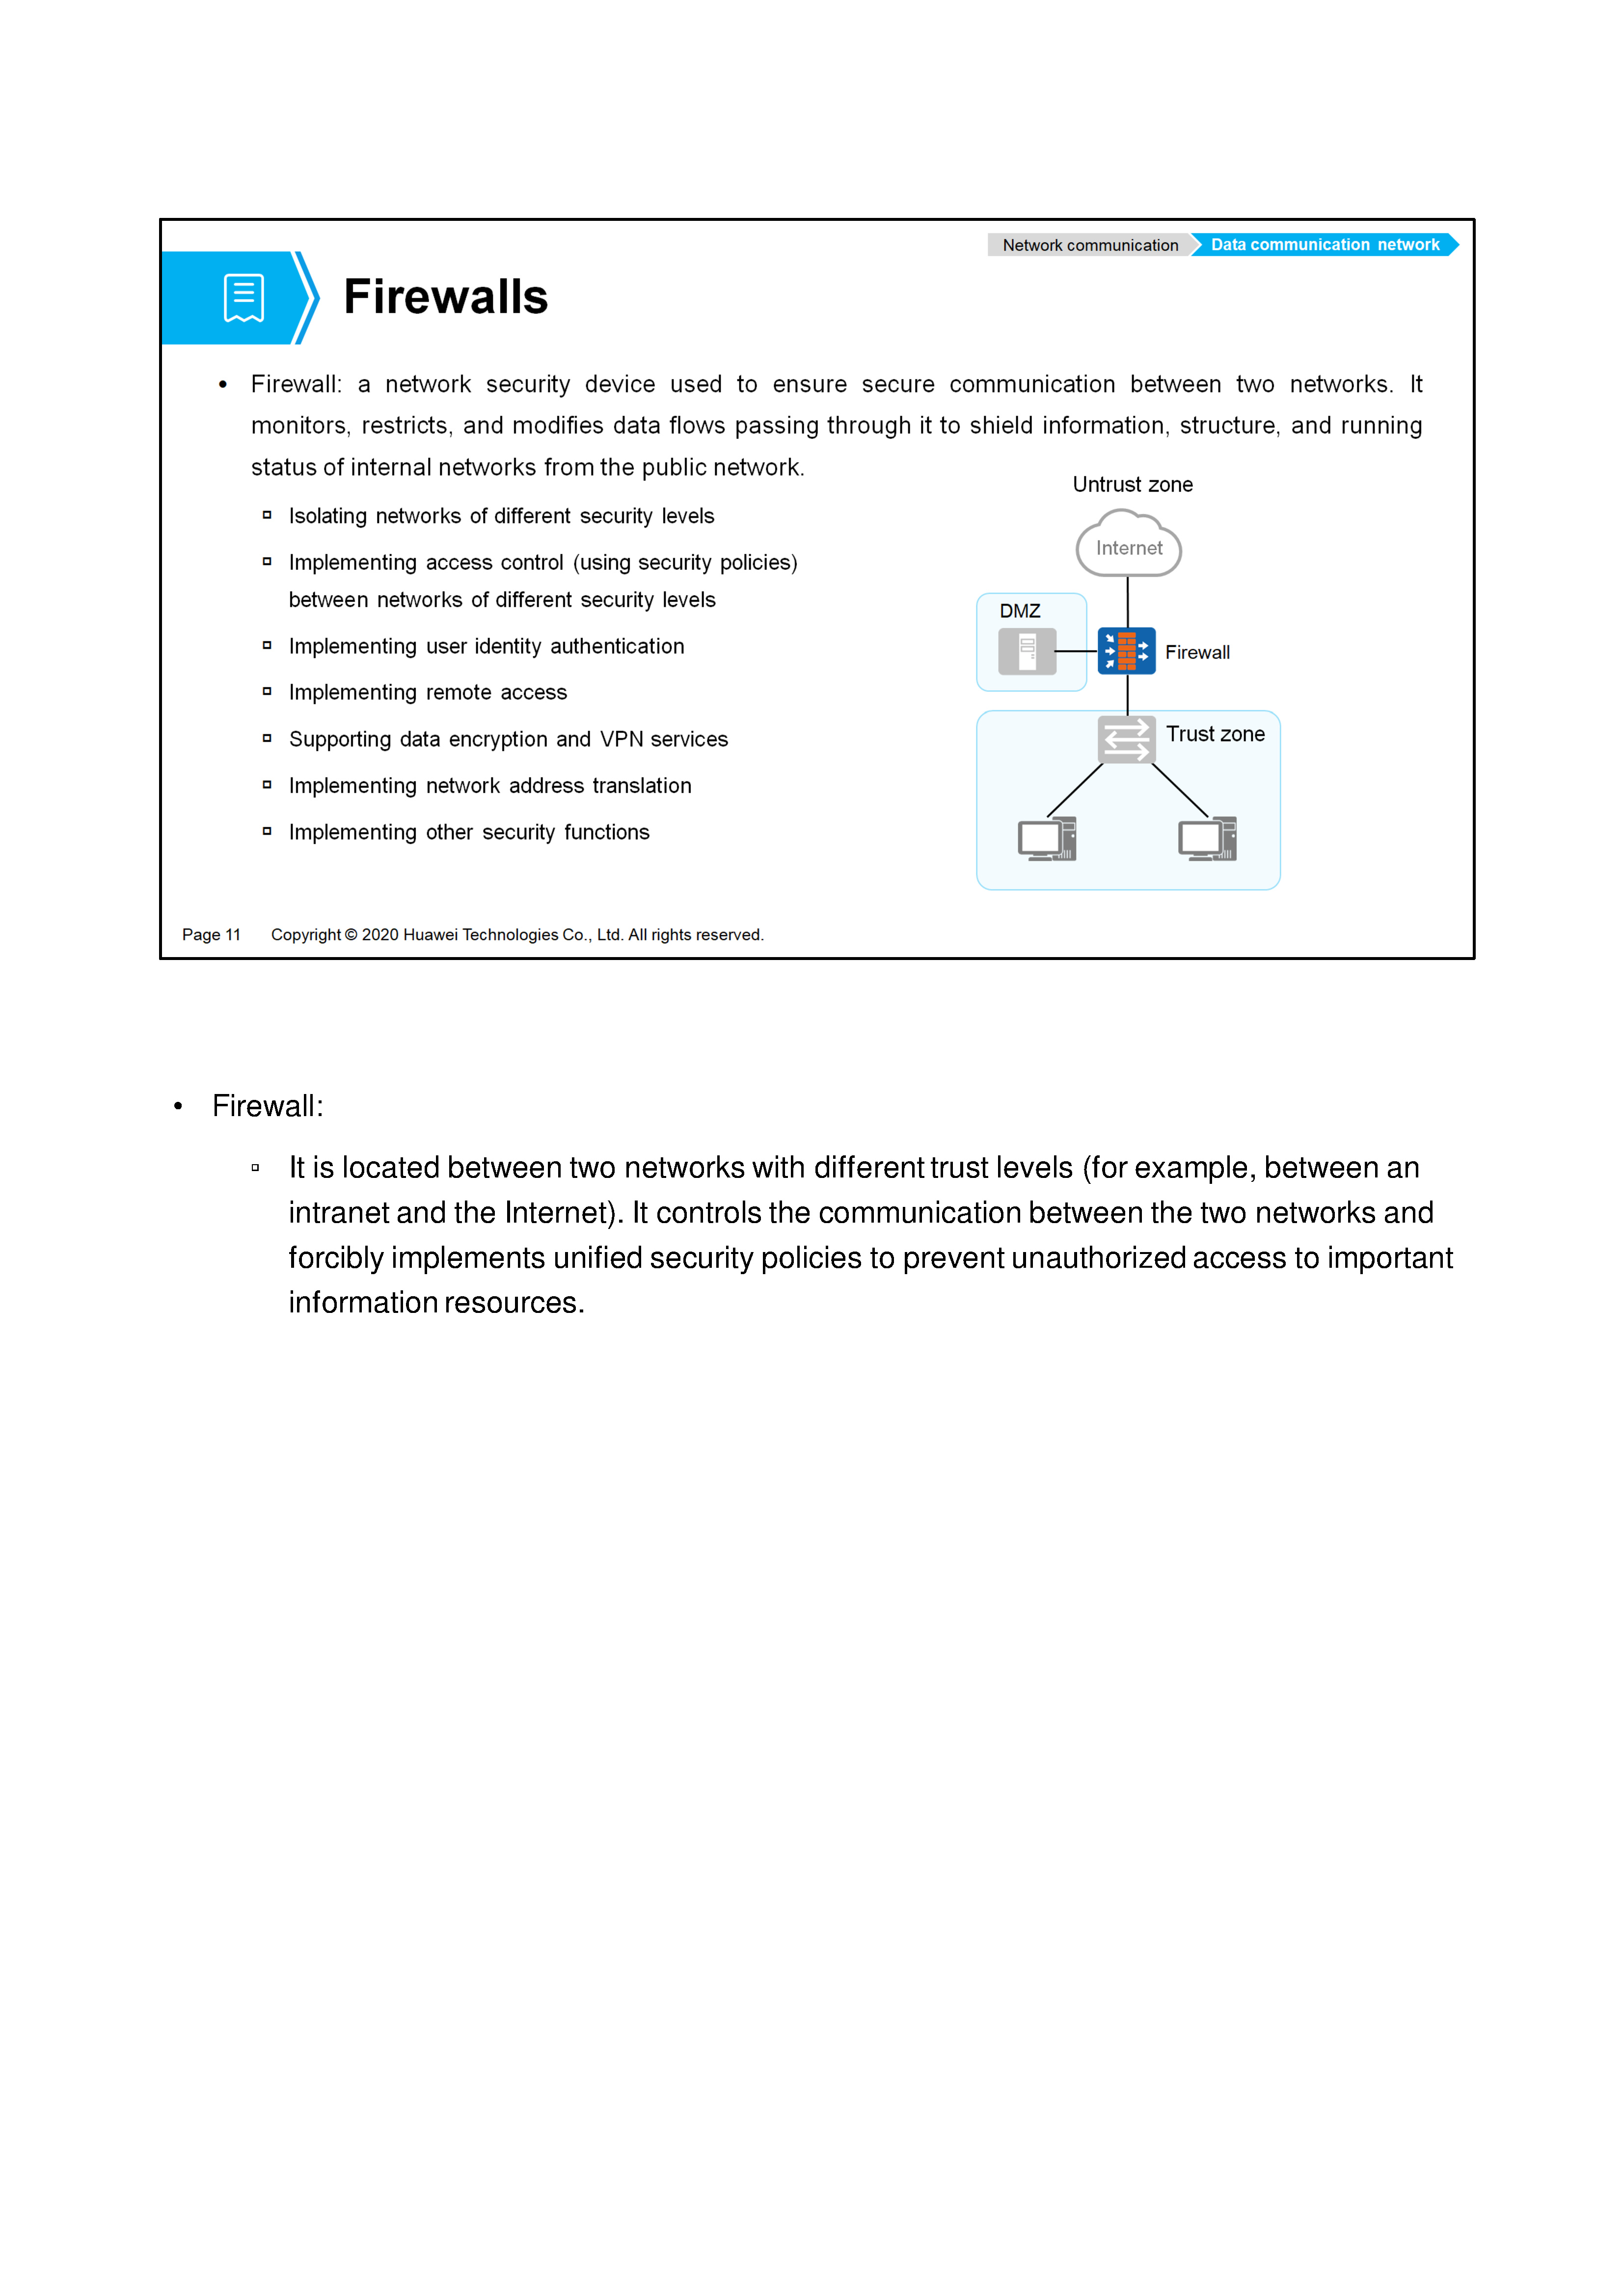 Network communication
Data communication network
Firewalls
• Firewall: a network security device used to ensure secure communication between two networks. It
monitors, restricts, and modifies data flows passing through it to shield information, structure, and running
status of internal networks from the public network.
Isolating networks of different security levels
Implementing access control (using security policies)
between networks of different security levels
Implementing user identity authentication
Implementing remote access
Supporting data encryption and VPN services
Implementing network address translation
Implementing other security functions
Untrust zone
Internet
DMZ
Firewall
Trust zone
Page 11 Copyright © 2020 Huawei Technologies Co., Ltd. All rights reserved.
• Firewall:
It is located between two networks with different trust levels (for example, between an
intranet and the Internet). It controls the communication between the two networks and
forcibly implements unified security policies to prevent unauthorized access to important
information resources.